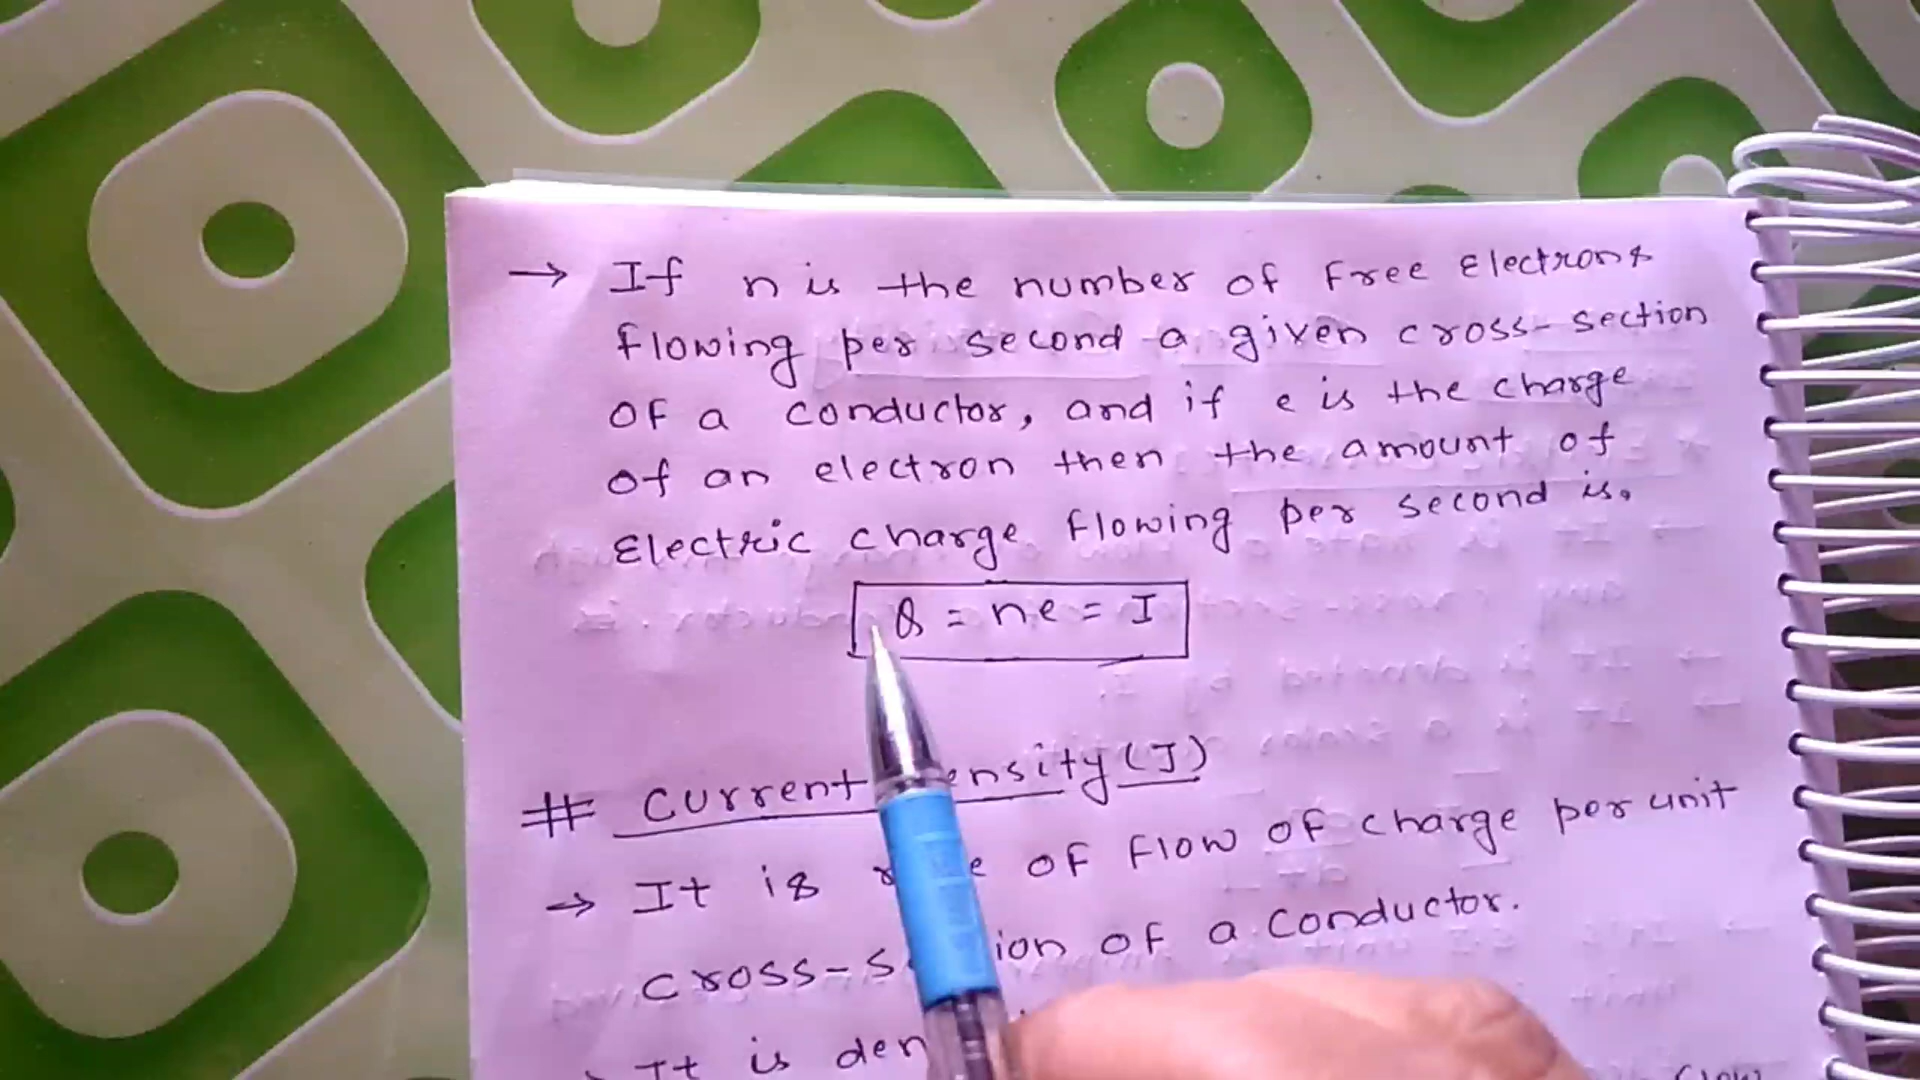 → If n is the number of Free Electrons
flowing per second a given cross-section
OF a conductor, and if e is the charge
of an electron then the amount of
Electric charge flowing per second is.
Q = ne = I
# Current ensity (J)
→ It is OF Flow OF charge per unit
cross-s ion OF a conductor.
It is den